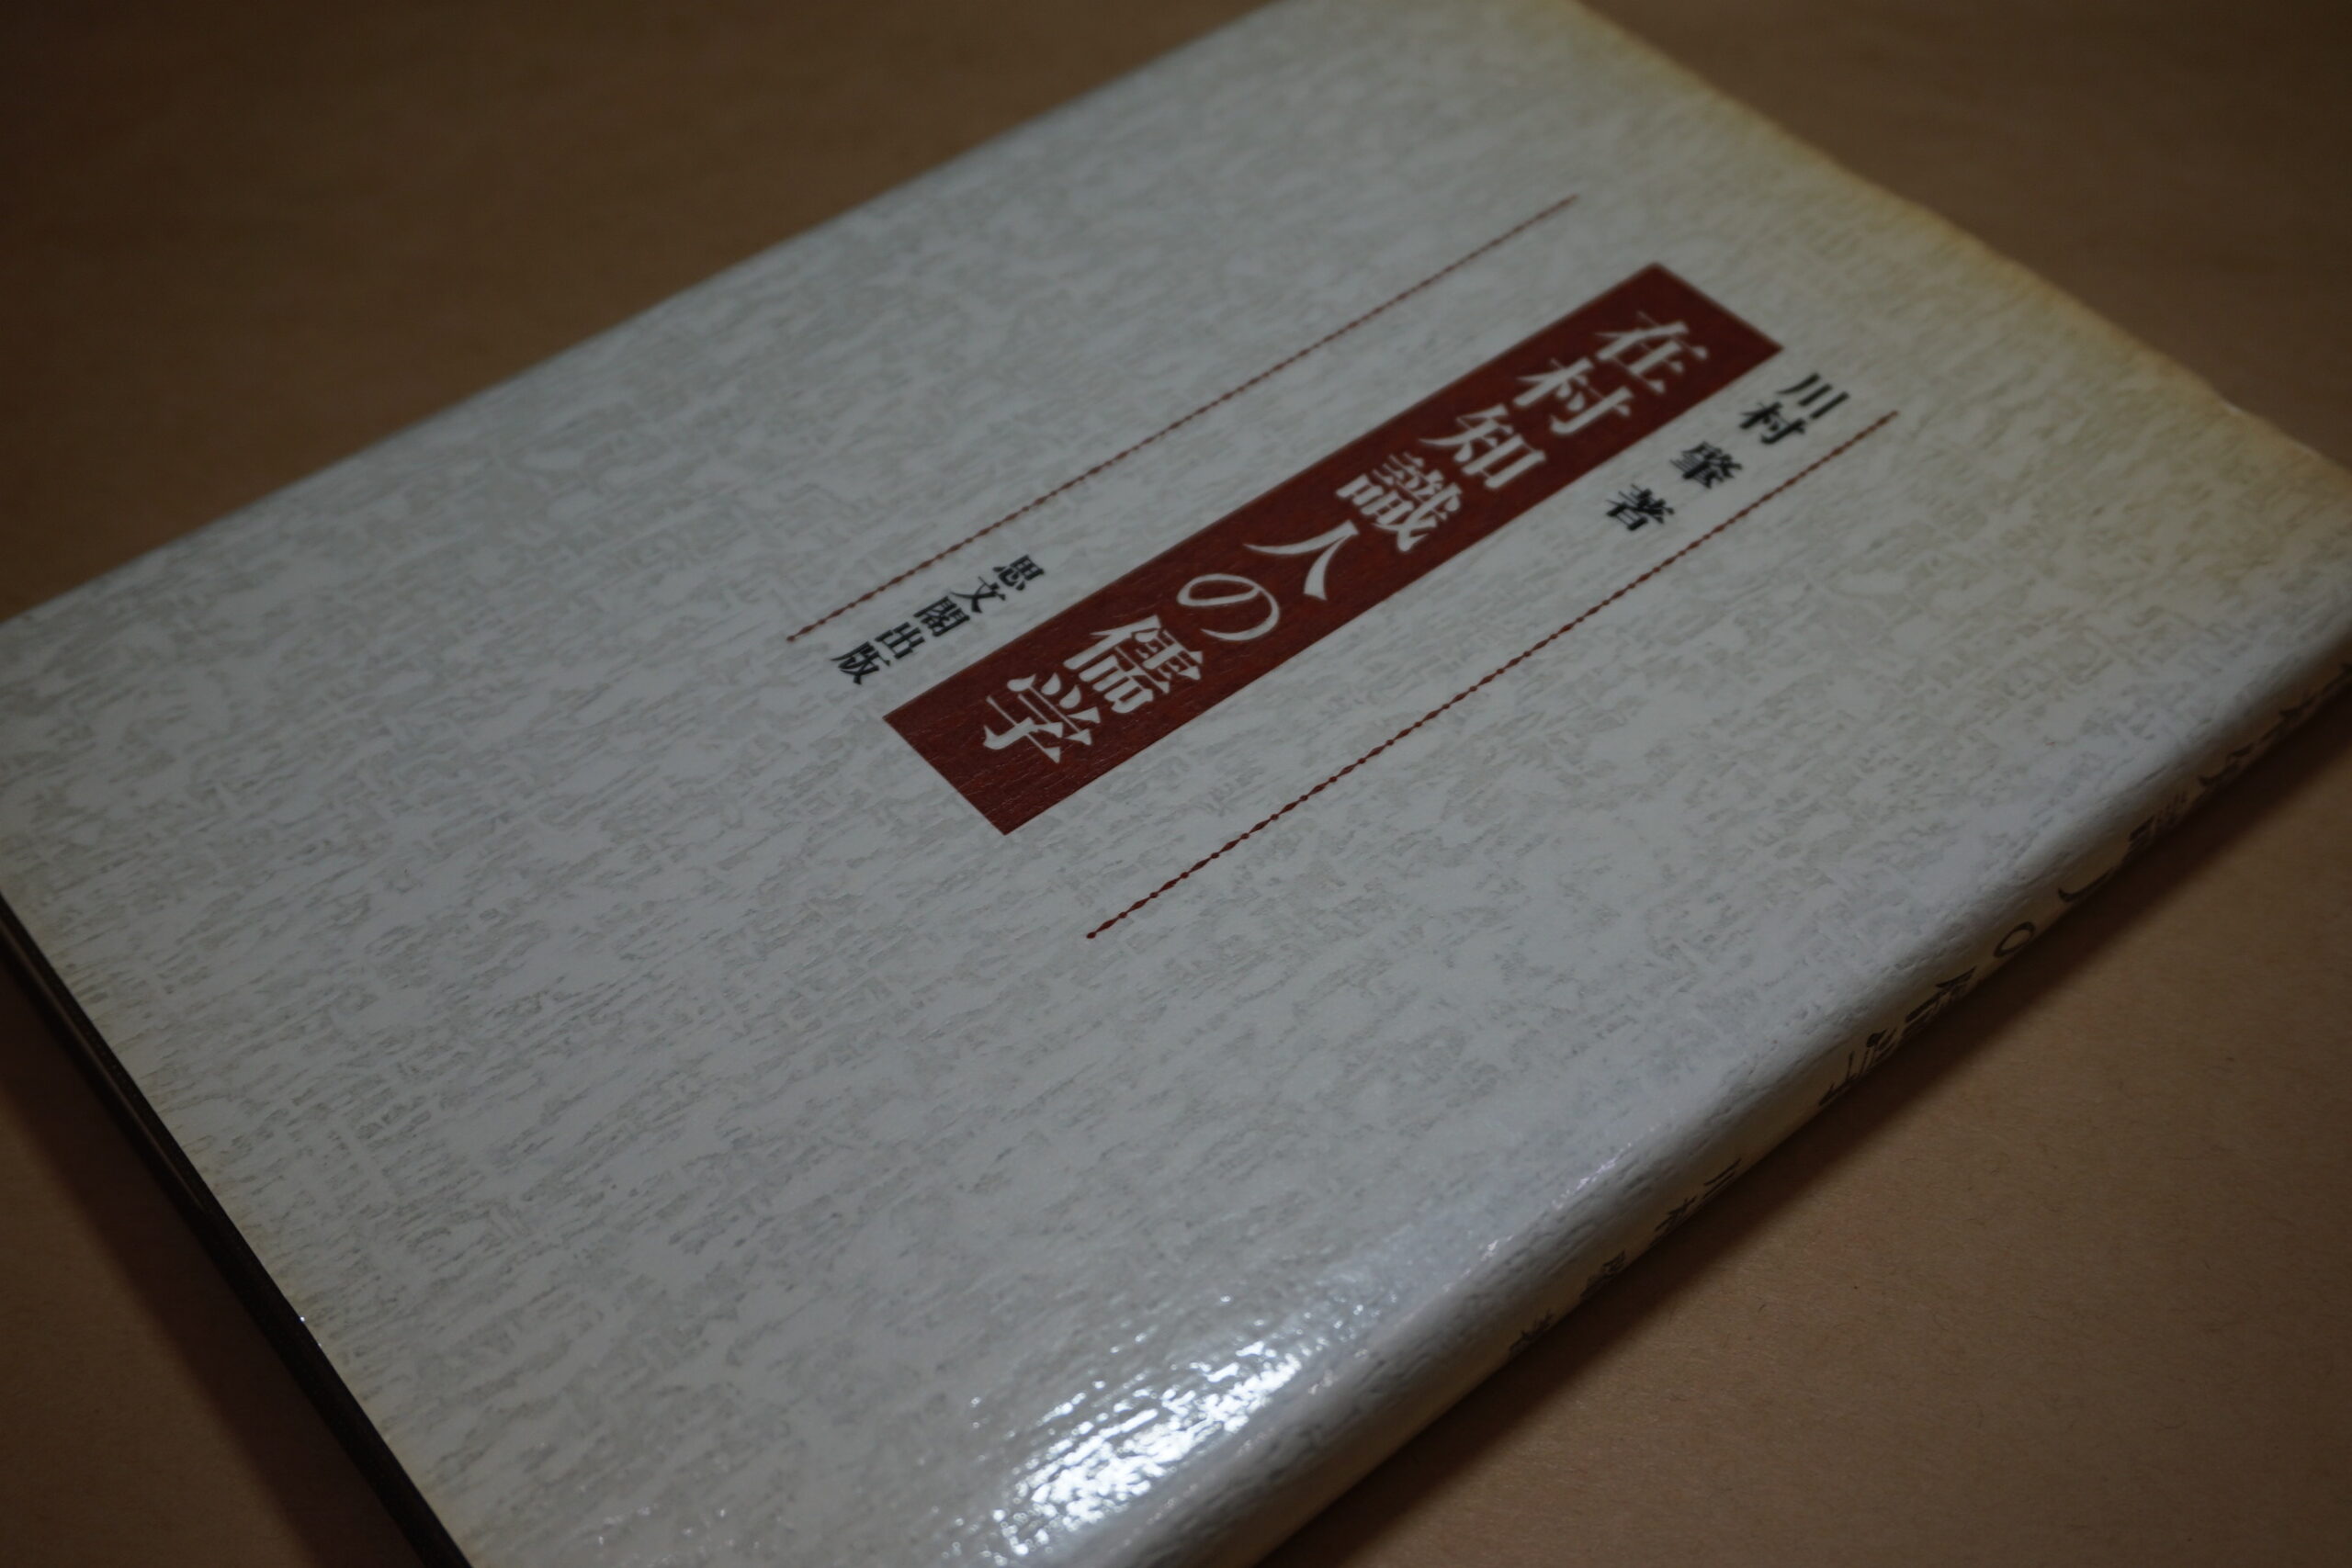 川村 肇 著
在村知識人の儒学
思文閣出版